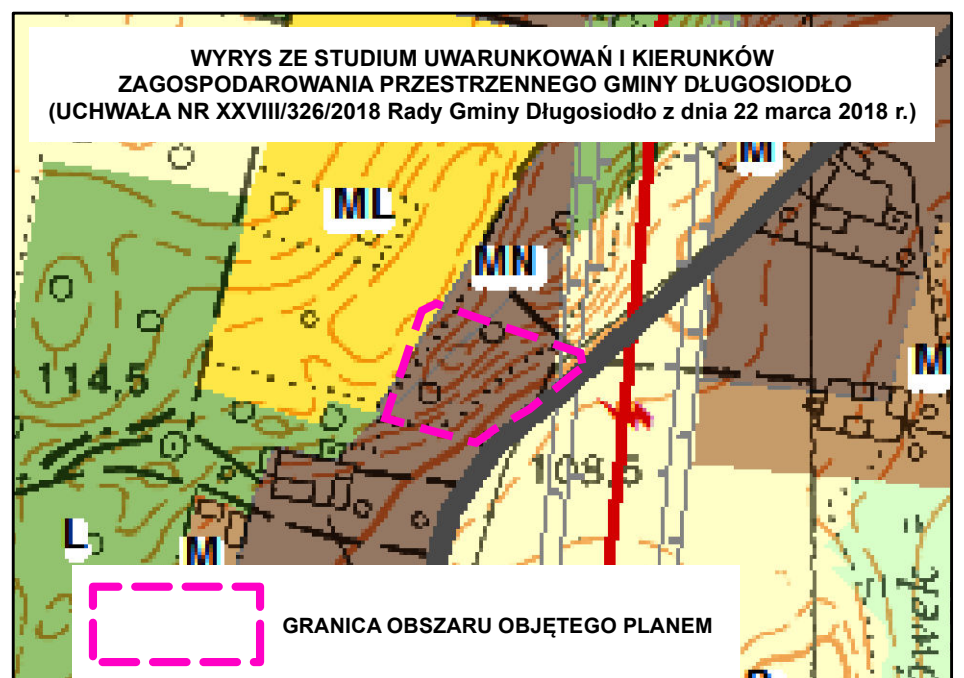 WYRYS ZE STUDIUM UWARUNKOWAŃ I KIERUNKÓW
ZAGOSPODAROWANIA PRZESTRZENNEGO GMINY DŁUGOSIODŁO
(UCHWAŁA NR XXVIII/326/2018 Rady Gminy Długosiodło z dnia 22 marca 2018 r.)
M
ML
MN
114,5
M
108,5
L
M
GRANICA OBSZARU OBJĘTEGO PLANEM